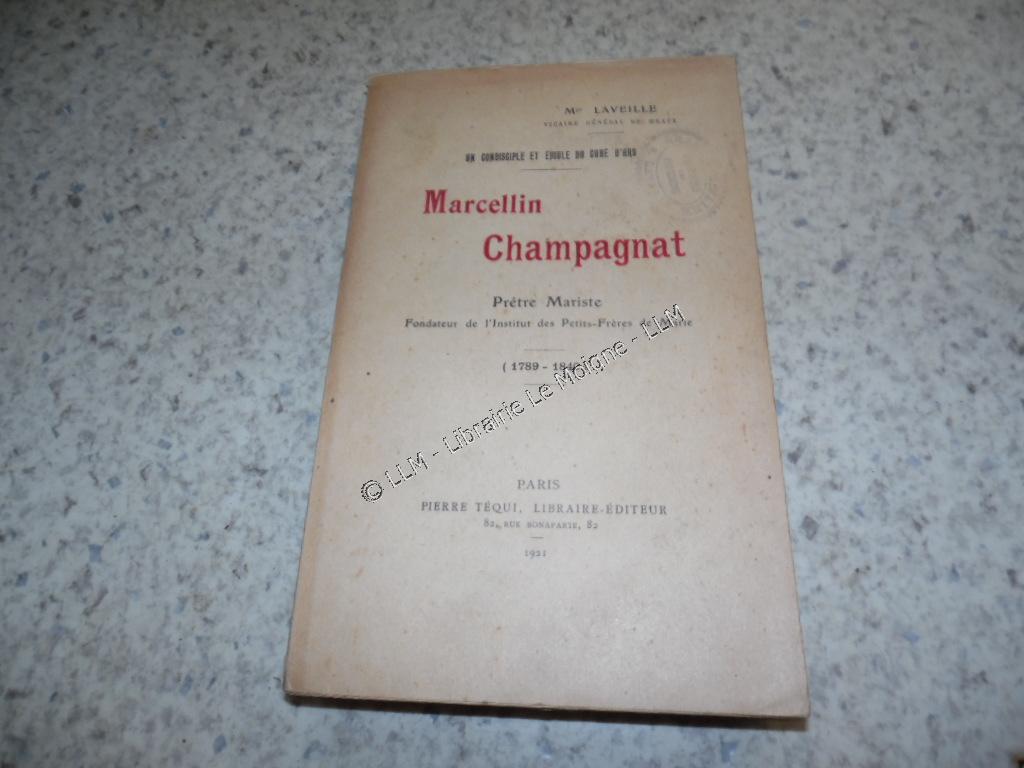 Mgr LAVEILLE
VICAIRE GÉNÉRAL DE MEAUX
UN CONDISCIPLE ET ÉMULE DU CURÉ D'ARS
Marcellin
Champagnat
Prêtre Mariste
Fondateur de l'Institut des Petits-Frères de Marie
(1789 - 1840
© LLM - Librairie Le Moigne - LLM
PARIS
PIERRE TÉQUI, LIBRAIRE-ÉDITEUR
82, RUE BONAPARTE, 82
1921